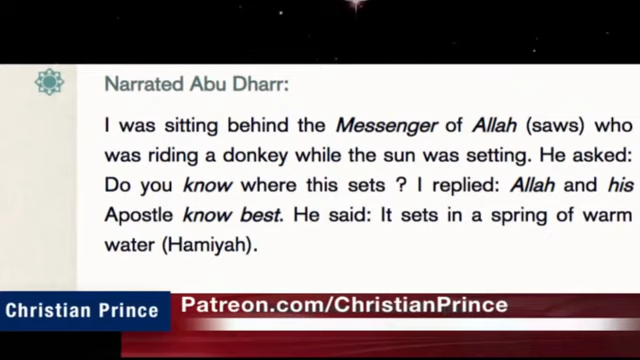 Narrated Abu Dharr:
I was sitting behind the Messenger of Allah (saws) who
was riding a donkey while the sun was setting. He asked:
Do you know where this sets ? I replied: Allah and his
Apostle know best. He said: It sets in a spring of warm
water (Hamiyah).
Christian Prince
Patreon.com/ChristianPrince